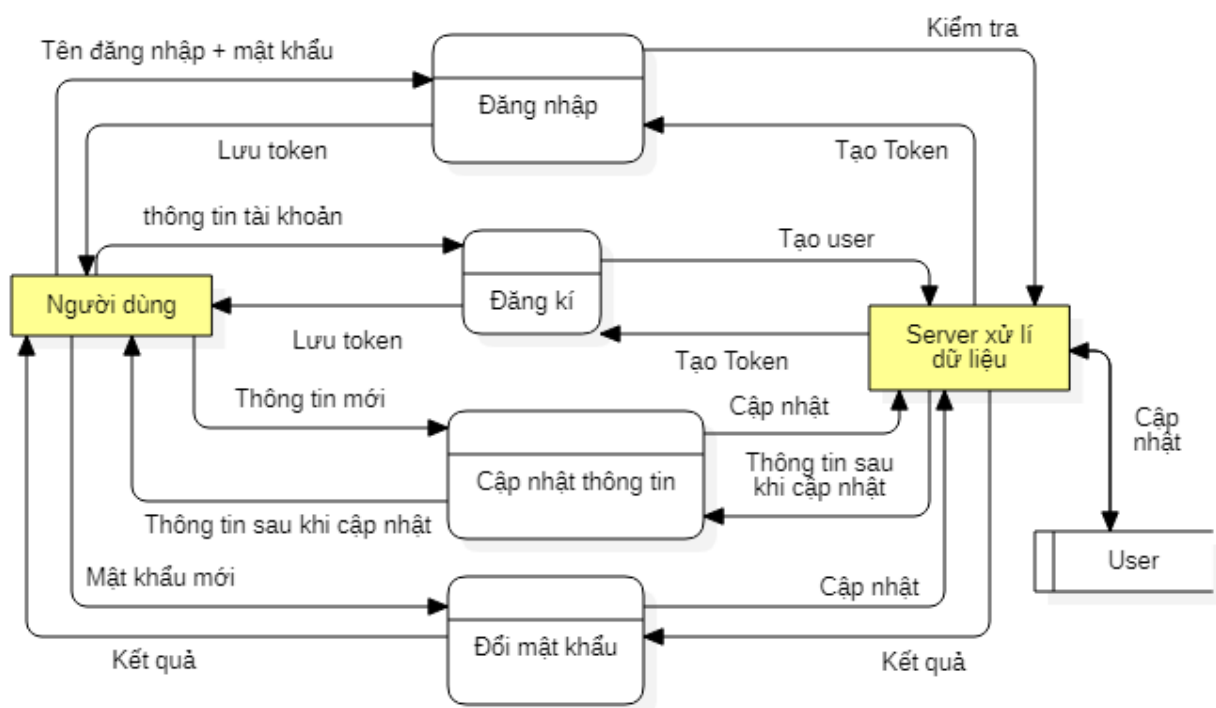 Kiểm tra
Tên đăng nhập + mật khẩu
Đăng nhập
Lưu token
Tạo Token
thông tin tài khoản
Tạo user
Người dùng
Đăng kí
Lưu token
Server xử lí
dữ liệu
Tạo Token
Thông tin mới
Cập nhật
Cập
nhật
Cập nhật thông tin
Thông tin sau
khi cập nhật
Thông tin sau khi cập nhật
User
Mật khẩu mới
Cập nhật
Đổi mật khẩu
Kết quả
Kết quả